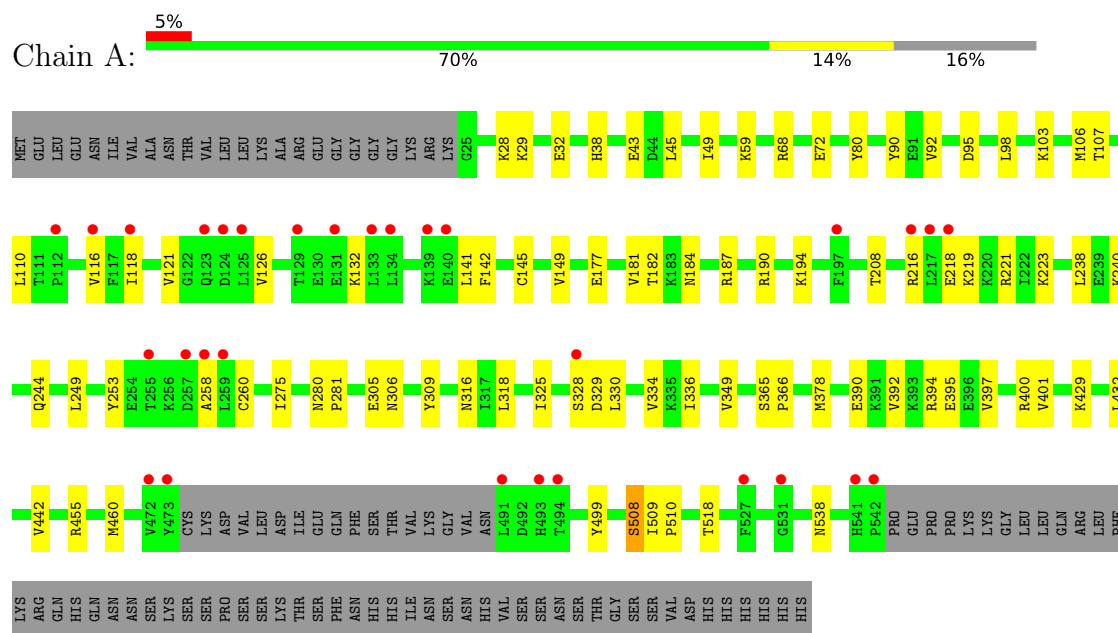 5%
Chain A:
70% 14% 16%
MET GLU LEU GLU ASN ILE VAL ALA ASN THR VAL LEU LEU LYS ALA ARG GLU GLY GLY GLY GLY LYS ARG LYS G25 K28 K29 E32 H38 E43 D44 L45 I49 K59 R68 E72 Y80 Y90 E91 V92 D95 L98 K103 M106 T107
L110 T111 P112 V116 F117 I118 V121 G122 Q123 D124 L125 V126 T129 E130 E131 K132 L133 L134 K139 E140 L141 F142 C145 V149 E177 V181 T182 K183 N184 R187 R190 K194 F197 T208 R216 L217 E218 K219 K220 R221 I222 K223 L238 E239 K240
Q244 L249 Y253 E254 T255 K256 D257 A258 L259 C260 I275 N280 P281 E305 N306 Y309 N316 I317 L318 I325 S328 D329 L330 V334 K335 I336 V349 S365 P366 M378 E390 K391 V392 K393 R394 E395 E396 V397 R400 V401 K429 L432
V442 R455 M460 V472 Y473 CYS LYS ASP VAL LEU ASP ILE GLU GLN PHE SER THR VAL LYS GLY VAL ASN L491 D492 H493 T494 Y499 S508 I509 P510 T518 F527 G531 N538 H541 P542 PRO GLU PRO PRO LYS LYS GLY LEU LEU GLN ARG LEU PHE
LYS ARG GLN HIS GLN ASN ASN SER LYS SER SER PRO SER SER LYS THR SER PHE ASN HIS HIS ILE ASN SER ASN HIS VAL SER SER ASN SER THR GLY SER SER VAL ASP HIS HIS HIS HIS HIS HIS